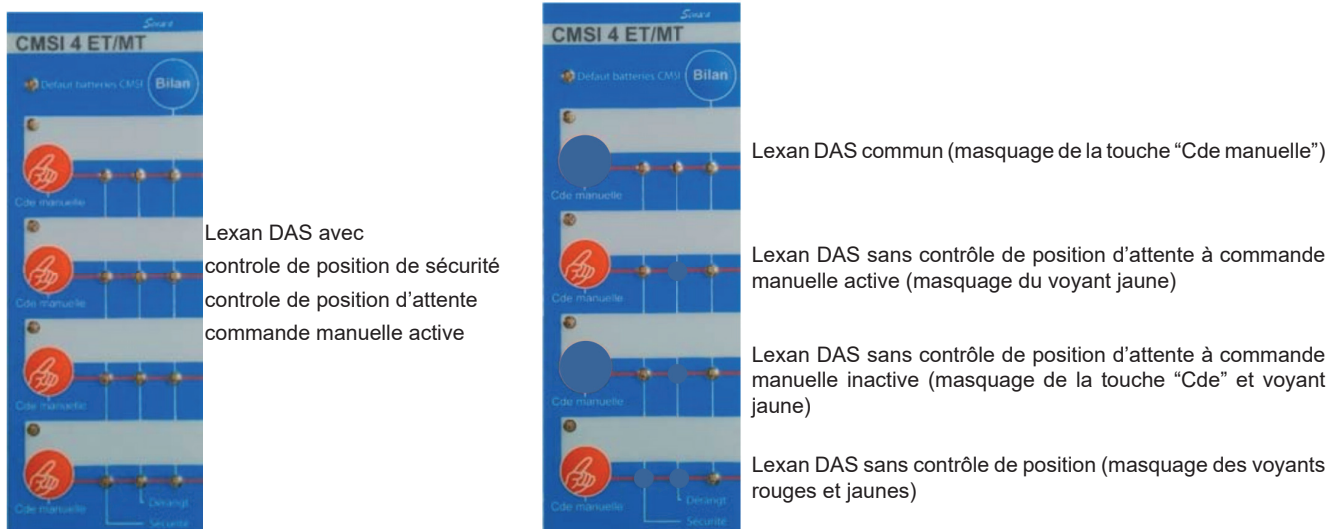 CMSI 4 ET/MT
Défaut batteries CMSI
Bilan
Cde manuelle
Cde manuelle
Cde manuelle
Cde manuelle
Dérangt
Sécurité
Lexan DAS avec
controle de position de sécurité
controle de position d’attente
commande manuelle active
CMSI 4 ET/MT
Défaut batteries CMSI
Bilan
Cde manuelle
Cde manuelle
Cde manuelle
Cde manuelle
Dérangt
Sécurité
Lexan DAS commun (masquage de la touche “Cde manuelle”)
Lexan DAS sans contrôle de position d’attente à commande
manuelle active (masquage du voyant jaune)
Lexan DAS sans contrôle de position d’attente à commande
manuelle inactive (masquage de la touche “Cde” et voyant
jaune)
Lexan DAS sans contrôle de position (masquage des voyants
rouges et jaunes)